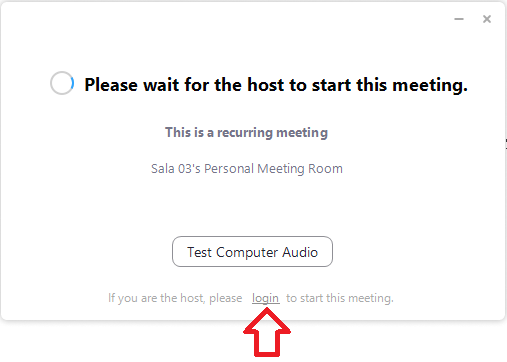 Please wait for the host to start this meeting.
This is a recurring meeting
Sala 03's Personal Meeting Room
Test Computer Audio
If you are the host, please login to start this meeting.